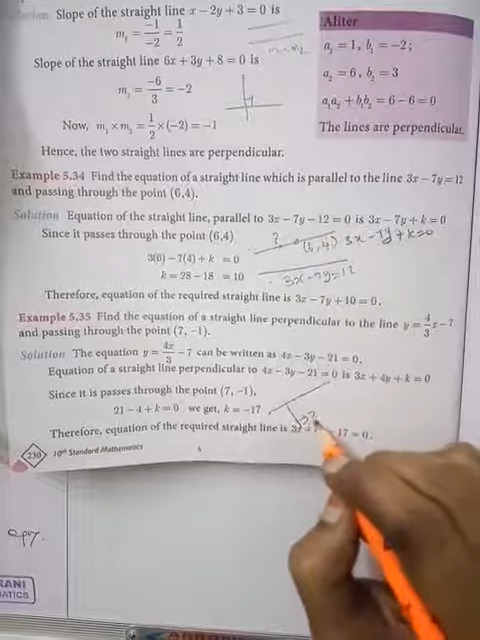 Solution Slope of the straight line x − 2y + 3 = 0 is
m₁ = −1/−2 = 1/2
Slope of the straight line 6x + 3y + 8 = 0 is
m₂ = −6/3 = −2
Now, m₁ × m₂ = 1/2 × (−2) = −1
Hence, the two straight lines are perpendicular.
Aliter
a₁ = 1, b₁ = −2;
a₂ = 6, b₂ = 3
a₁a₂ + b₁b₂ = 6 − 6 = 0
The lines are perpendicular.
Example 5.34 Find the equation of a straight line which is parallel to the line 3x − 7y = 12
and passing through the point (6,4).
Solution Equation of the straight line, parallel to 3x − 7y − 12 = 0 is 3x − 7y + k = 0
Since it passes through the point (6,4)
? (6,4) 3x−7y+k=0
3(6) − 7(4) + k = 0
k = 28 − 18 = 10
3x−7y=12
Therefore, equation of the required straight line is 3x − 7y + 10 = 0.
Example 5.35 Find the equation of a straight line perpendicular to the line y = 4/3 x − 7
and passing through the point (7, −1).
Solution The equation y = 4x/3 − 7 can be written as 4x − 3y − 21 = 0.
Equation of a straight line perpendicular to 4x − 3y − 21 = 0 is 3x + 4y + k = 0
Since it is passes through the point (7, −1),
21 − 4 + k = 0 we get, k = −17
Therefore, equation of the required straight line is 3x − 17 = 0.
230 10th Standard Mathematics
RANI
MATICS